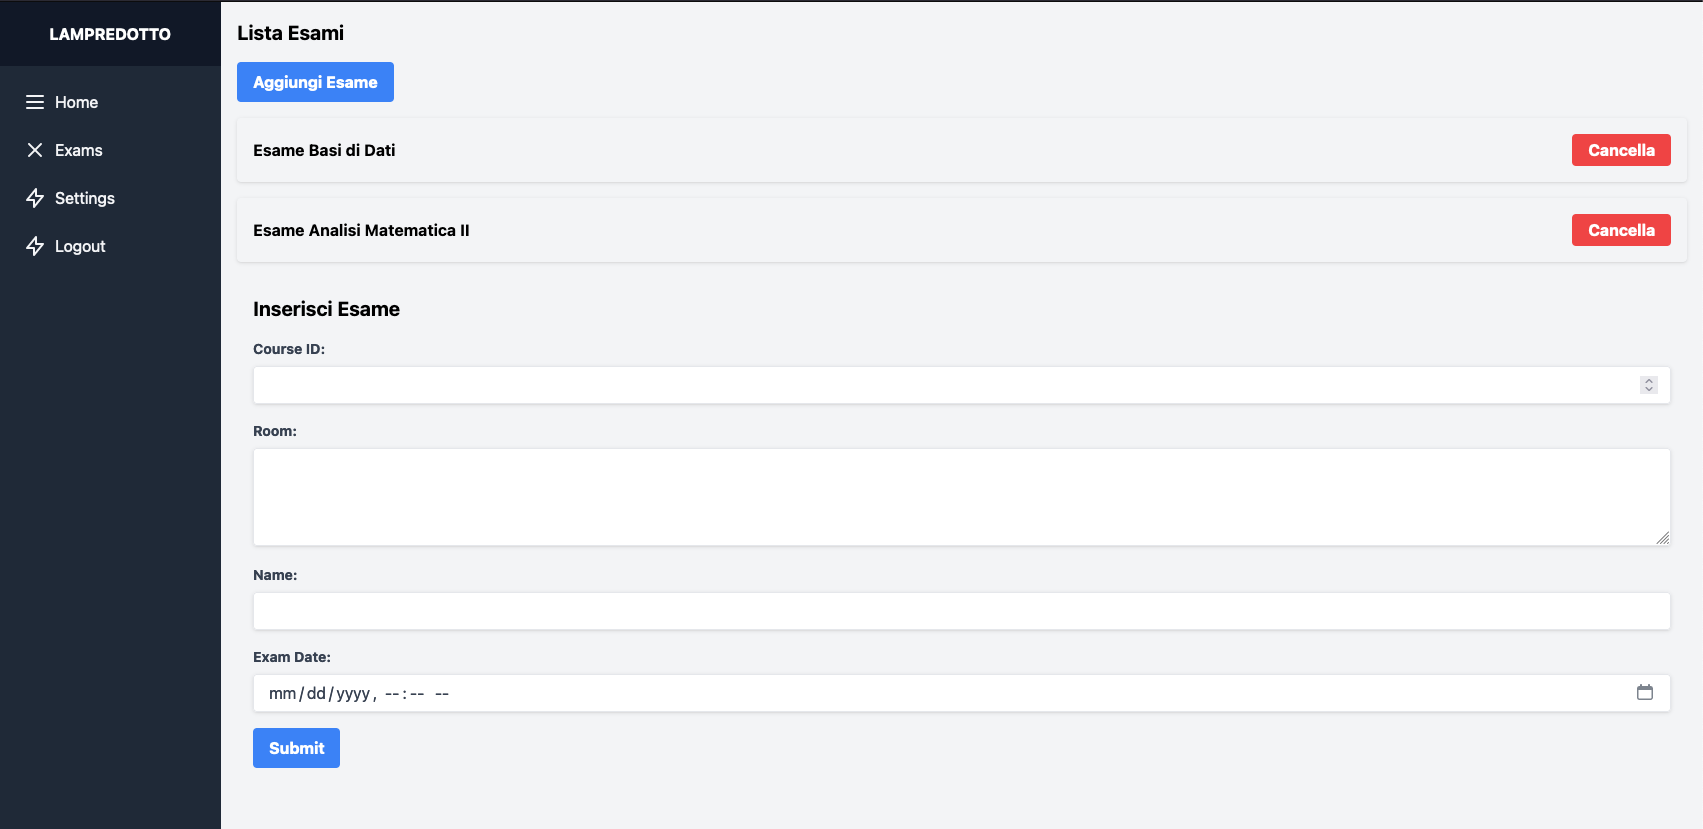 LAMPREDOTTO
Home
Exams
Settings
Logout
Lista Esami
Aggiungi Esame
Esame Basi di Dati
Cancella
Esame Analisi Matematica II
Cancella
Inserisci Esame
Course ID:
Room:
Name:
Exam Date:
mm/dd/yyyy, --:-- --
Submit